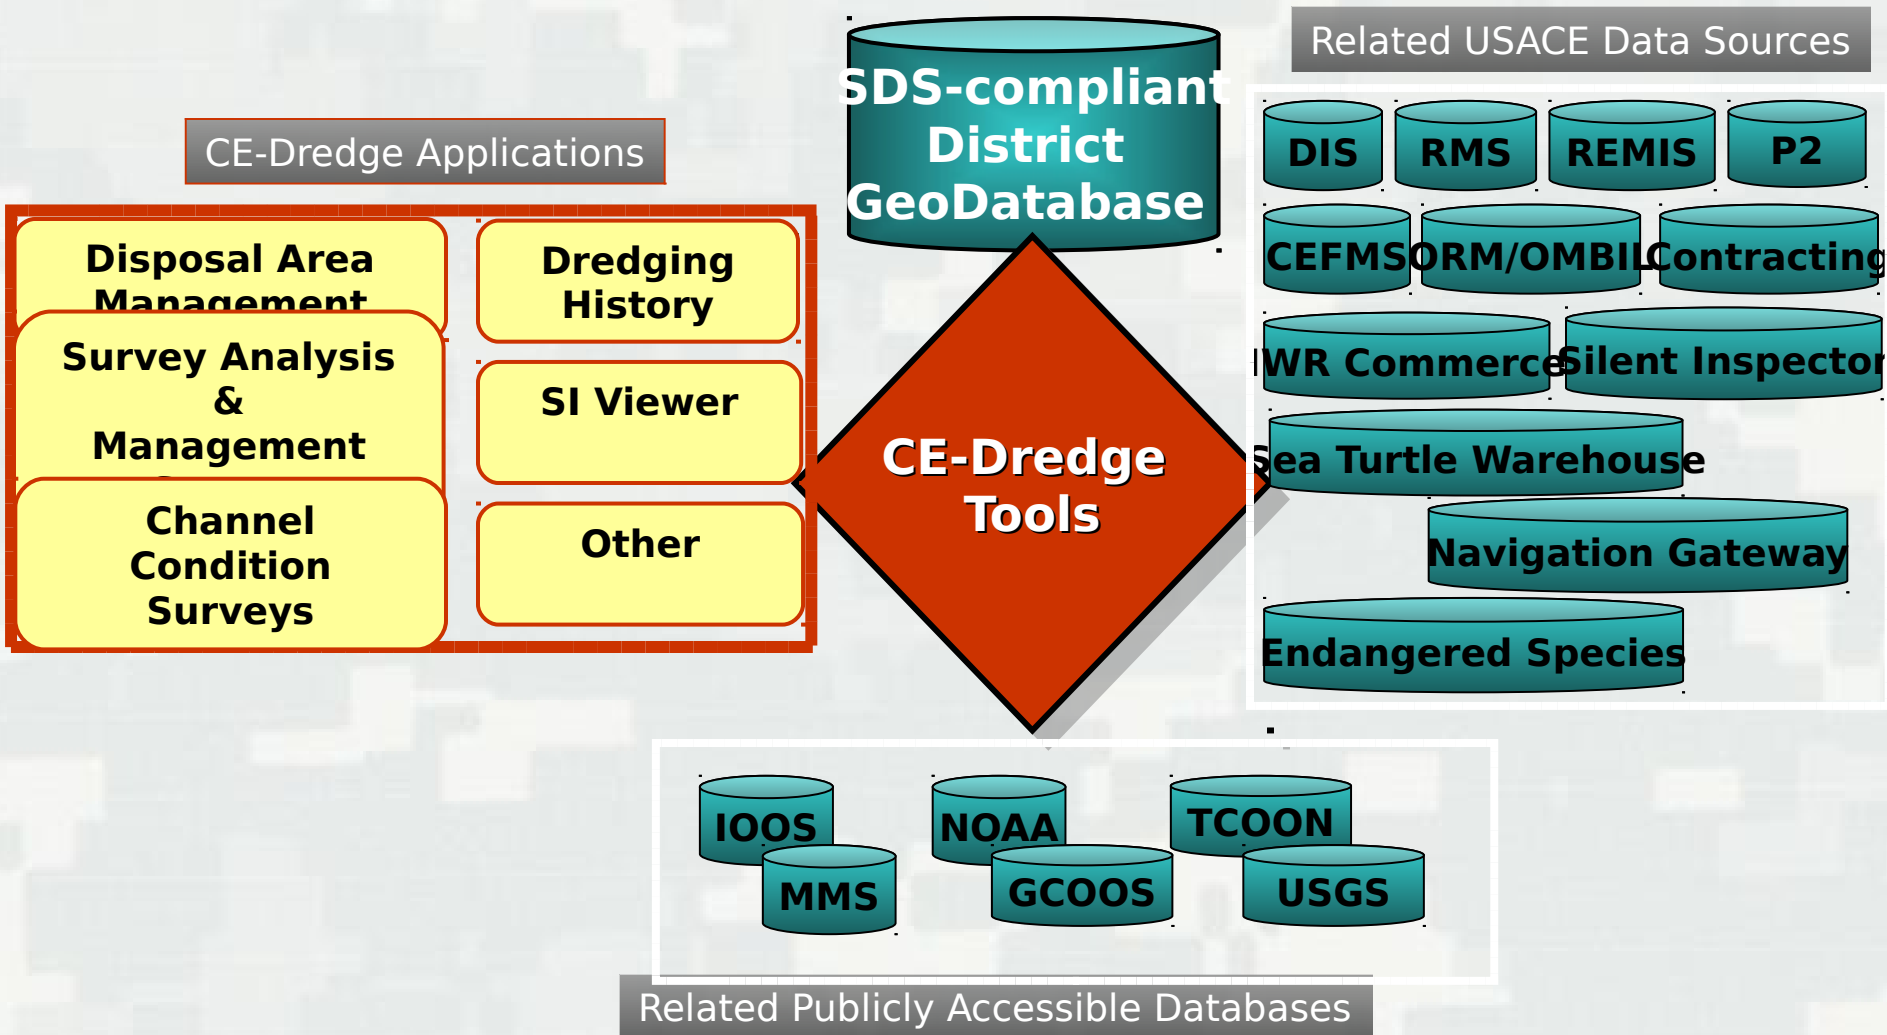 SDS-compliant
District
GeoDatabase
Related USACE Data Sources
CE-Dredge Applications
Disposal Area
Management
Survey Analysis
&
Management
Channel
Condition
Surveys
Dredging
History
SI Viewer
Other
CE-Dredge
Tools
DIS
RMS
REMIS
P2
CEFMS
ORM/OMBIL
Contracting
IWR Commerce
Silent Inspector
Sea Turtle Warehouse
Navigation Gateway
Endangered Species
IOOS
NOAA
TCOON
MMS
GCOOS
USGS
Related Publicly Accessible Databases